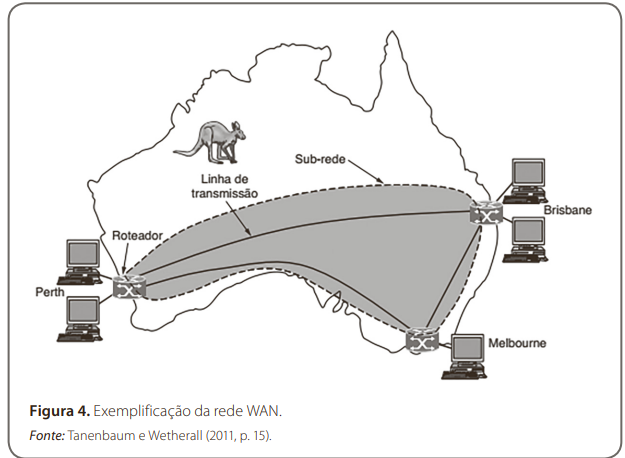 Sub-rede
Linha de
transmissão
Brisbane
Roteador
Perth
Melbourne
Figura 4. Exemplificação da rede WAN.
Fonte: Tanenbaum e Wetherall (2011, p. 15).